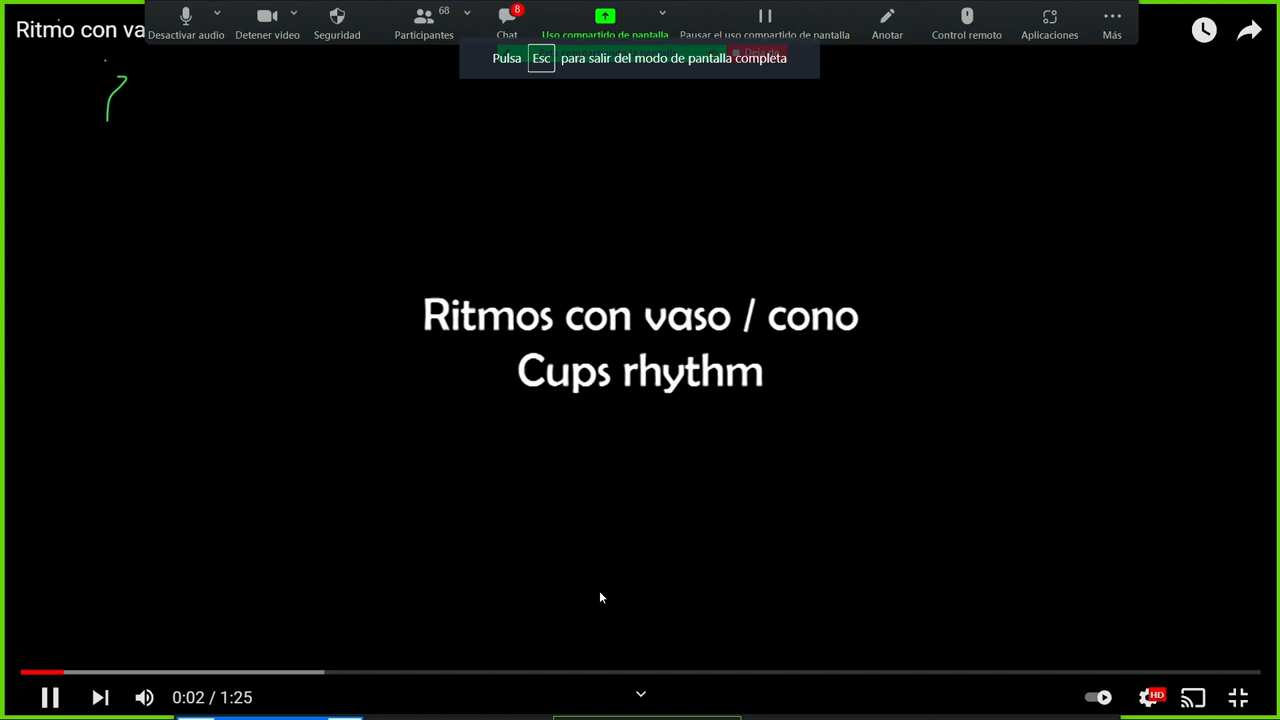 Ritmo con va
Desactivar audio
Detener video
Seguridad
68
Participantes
8
Chat
Uso compartido de pantalla
Pausar el uso compartido de pantalla
Anotar
Control remoto
Aplicaciones
Más
Pulsa Esc para salir del modo de pantalla completa
Ritmos con vaso / cono
Cups rhythm
0:02 / 1:25
HD